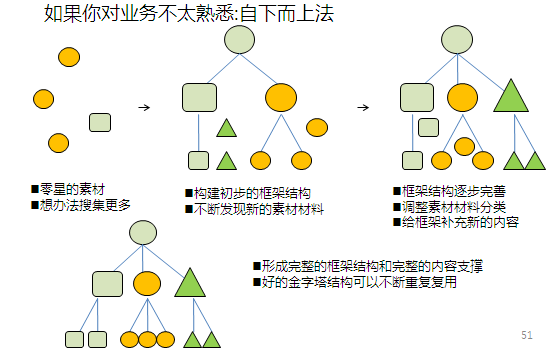 如果你对业务不太熟悉:自下而上法
■零星的素材
■想办法搜集更多
■构建初步的框架结构
■不断发现新的素材材料
■框架结构逐步完善
■调整素材材料分类
■给框架补充新的内容
■形成完整的框架结构和完整的内容支撑
■好的金字塔结构可以不断重复复用
51